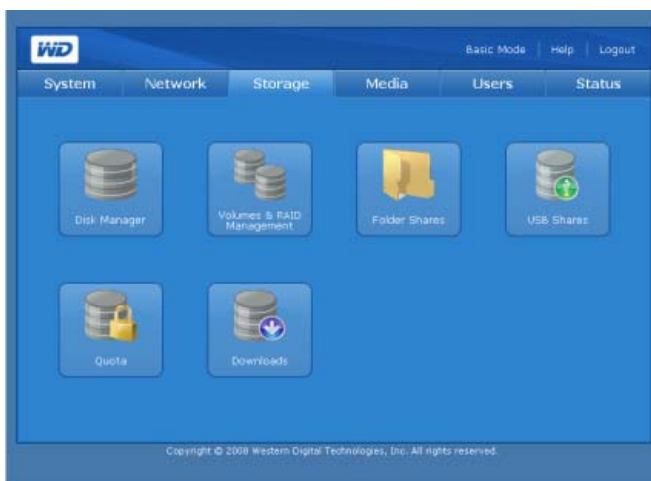 WD
Basic Mode | Help | Logout
System Network Storage Media Users Status
Disk Manager
Volumes & RAID
Management
Folder Shares
USB Shares
Quota
Downloads
Copyright © 2008 Western Digital Technologies, Inc. All rights reserved.